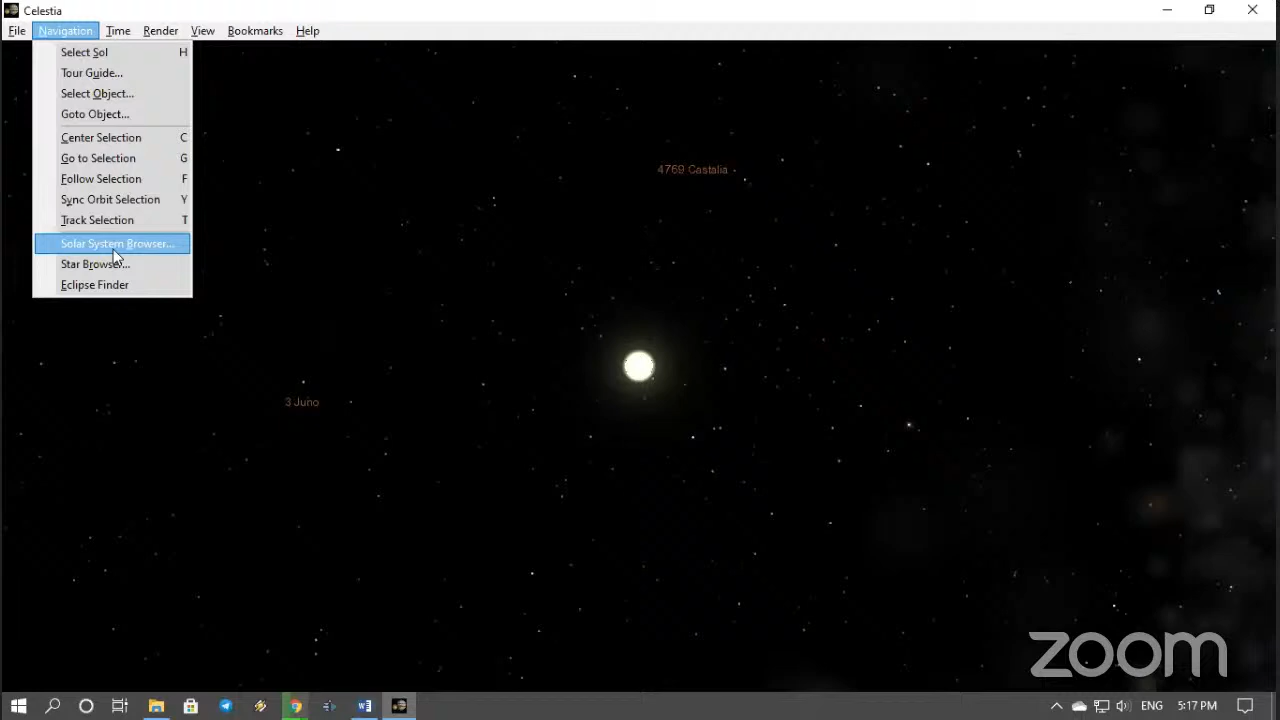 Celestia
File Navigation Time Render View Bookmarks Help
Select Sol H
Tour Guide...
Select Object...
Goto Object...
Center Selection C
Go to Selection G
Follow Selection F
Sync Orbit Selection Y
Track Selection T
Solar System Browser...
Star Browser...
Eclipse Finder
4769 Castalia
3 Juno
zoom
ENG 5:17 PM